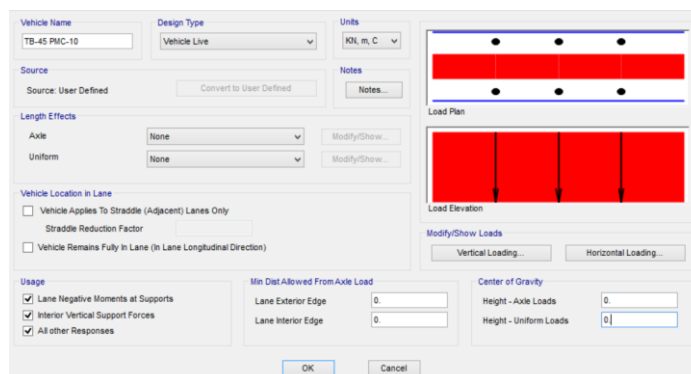 Vehicle Name
TB-45 PMC-10
Design Type
Vehicle Live
Units
KN, m, C
Source
Source: User Defined
Convert to User Defined
Notes
Notes...
Length Effects
Axle
None
Modify/Show...
Uniform
None
Modify/Show...
Load Plan
Load Elevation
Vehicle Location in Lane
Vehicle Applies To Straddle (Adjacent) Lanes Only
Straddle Reduction Factor
Vehicle Remains Fully In Lane (In Lane Longitudinal Direction)
Modify/Show Loads
Vertical Loading...
Horizontal Loading...
Usage
Lane Negative Moments at Supports
Interior Vertical Support Forces
All other Responses
Min Dist Allowed From Axle Load
Lane Exterior Edge
0.
Lane Interior Edge
0.
Center of Gravity
Height - Axle Loads
0.
Height - Uniform Loads
0.
OK
Cancel